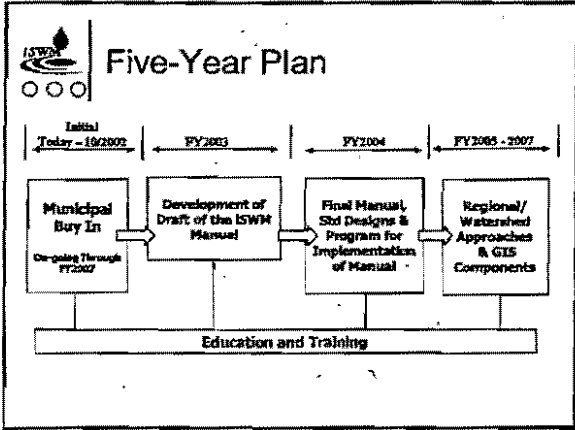 iSWM
Five-Year Plan
Initial
Today – 10/2002
FY2003
FY2004
FY2005 - 2007
Municipal
Buy In
On-going Through
FY2007
Development of
Draft of the iSWM
Manual
Final Manual,
Std Designs &
Program for
Implementation
of Manual
Regional/
Watershed
Approaches
& GIS
Components
Education and Training